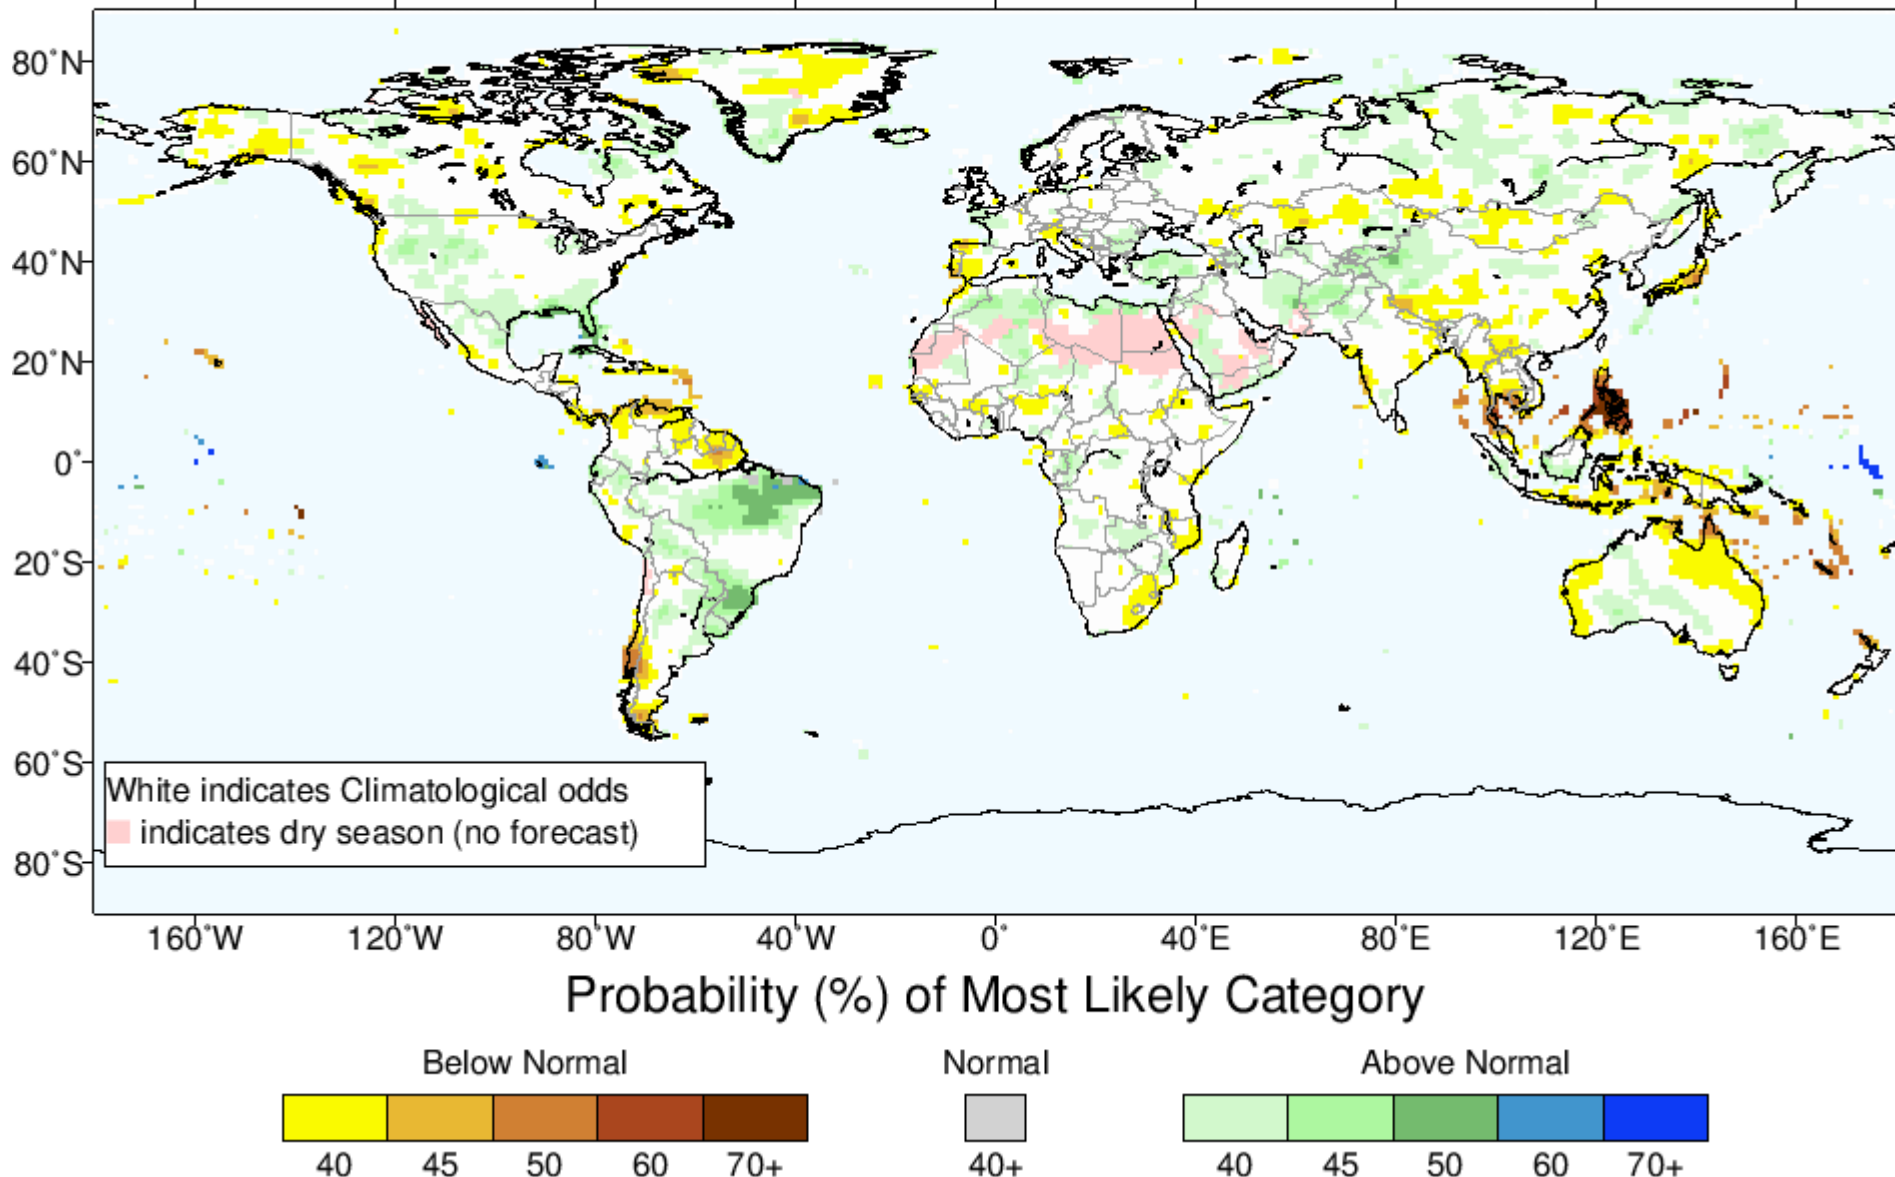 80°N
60°N
40°N
20°N
0°
20°S
40°S
60°S
80°S
White indicates Climatological odds
indicates dry season (no forecast)
160°W 120°W 80°W 40°W 0° 40°E 80°E 120°E 160°E
Probability (%) of Most Likely Category
Below Normal Normal Above Normal
40 45 50 60 70+ 40+ 40 45 50 60 70+